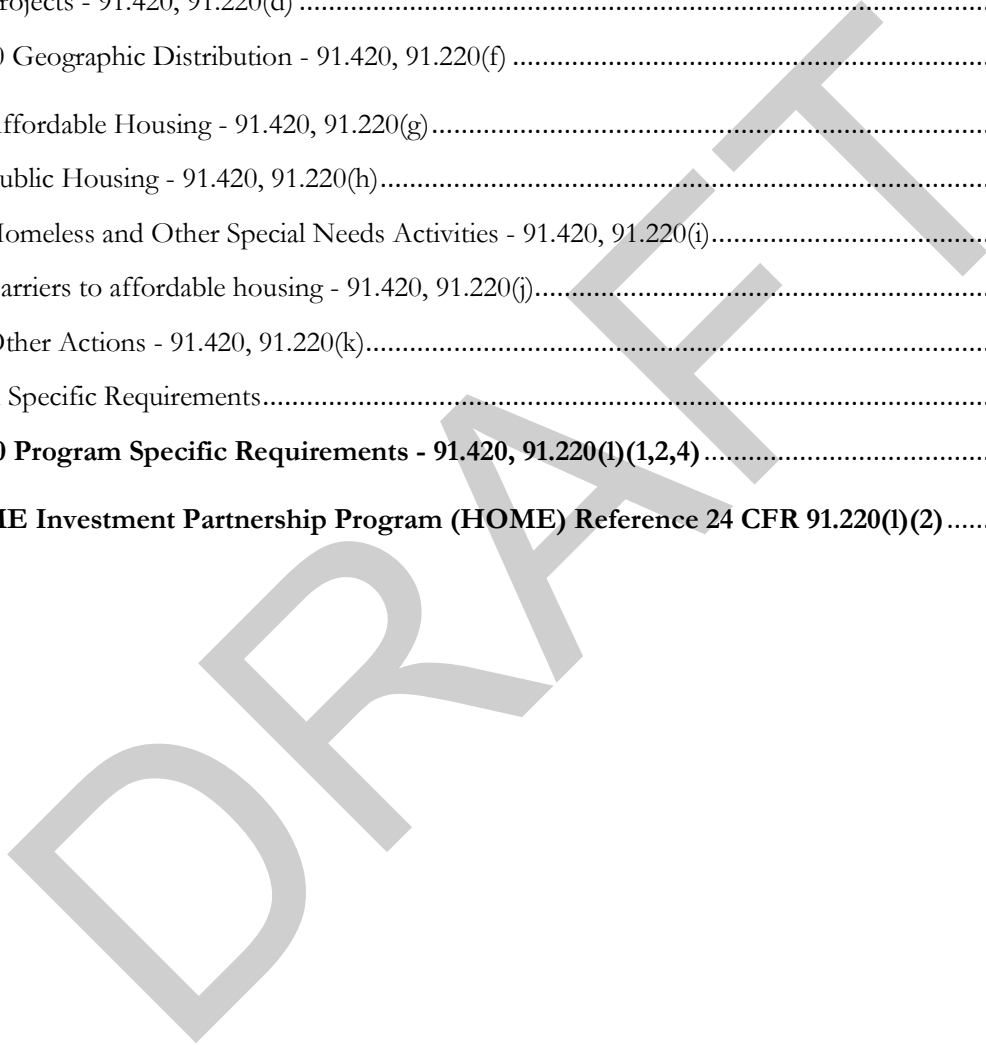 rojects - 91.420, 91.220(d) ................................................................
0 Geographic Distribution - 91.420, 91.220(f) ................................................................
ffordable Housing - 91.420, 91.220(g)................................................................
ublic Housing - 91.420, 91.220(h)................................................................
Homeless and Other Special Needs Activities - 91.420, 91.220(i)................................................
arriers to affordable housing - 91.420, 91.220(j)................................................................
Other Actions - 91.420, 91.220(k)................................................................
Specific Requirements................................................................
0 Program Specific Requirements - 91.420, 91.220(l)(1,2,4) ................................................
ME Investment Partnership Program (HOME) Reference 24 CFR 91.220(l)(2) ......
DRAFT